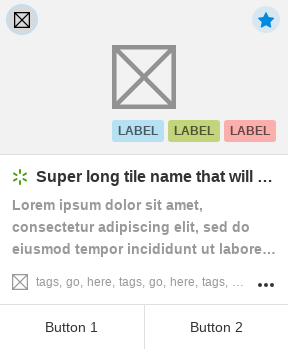 LABEL LABEL LABEL
Super long tile name that will …
Lorem ipsum dolor sit amet,
consectetur adipiscing elit, sed do
eiusmod tempor incididunt ut labore…
tags, go, here, tags, go, here, tags, …
Button 1 Button 2